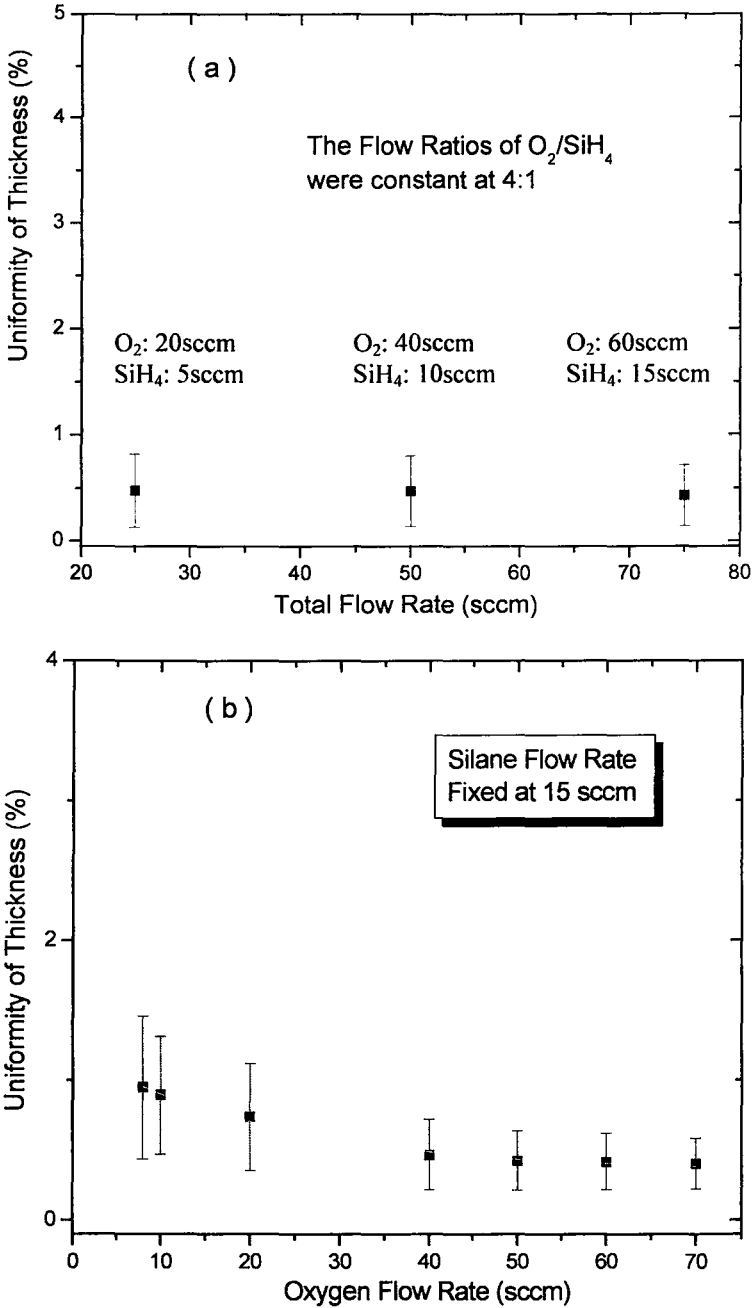 ( a )
The Flow Ratios of O₂/SiH₄
were constant at 4:1
O₂: 20sccm
SiH₄: 5sccm
O₂: 40sccm
SiH₄: 10sccm
O₂: 60sccm
SiH₄: 15sccm
Uniformity of Thickness (%)
5
4
3
2
1
0
20 30 40 50 60 70 80
Total Flow Rate (sccm)
( b )
Silane Flow Rate
Fixed at 15 sccm
Uniformity of Thickness (%)
4
2
0
0 10 20 30 40 50 60 70
Oxygen Flow Rate (sccm)